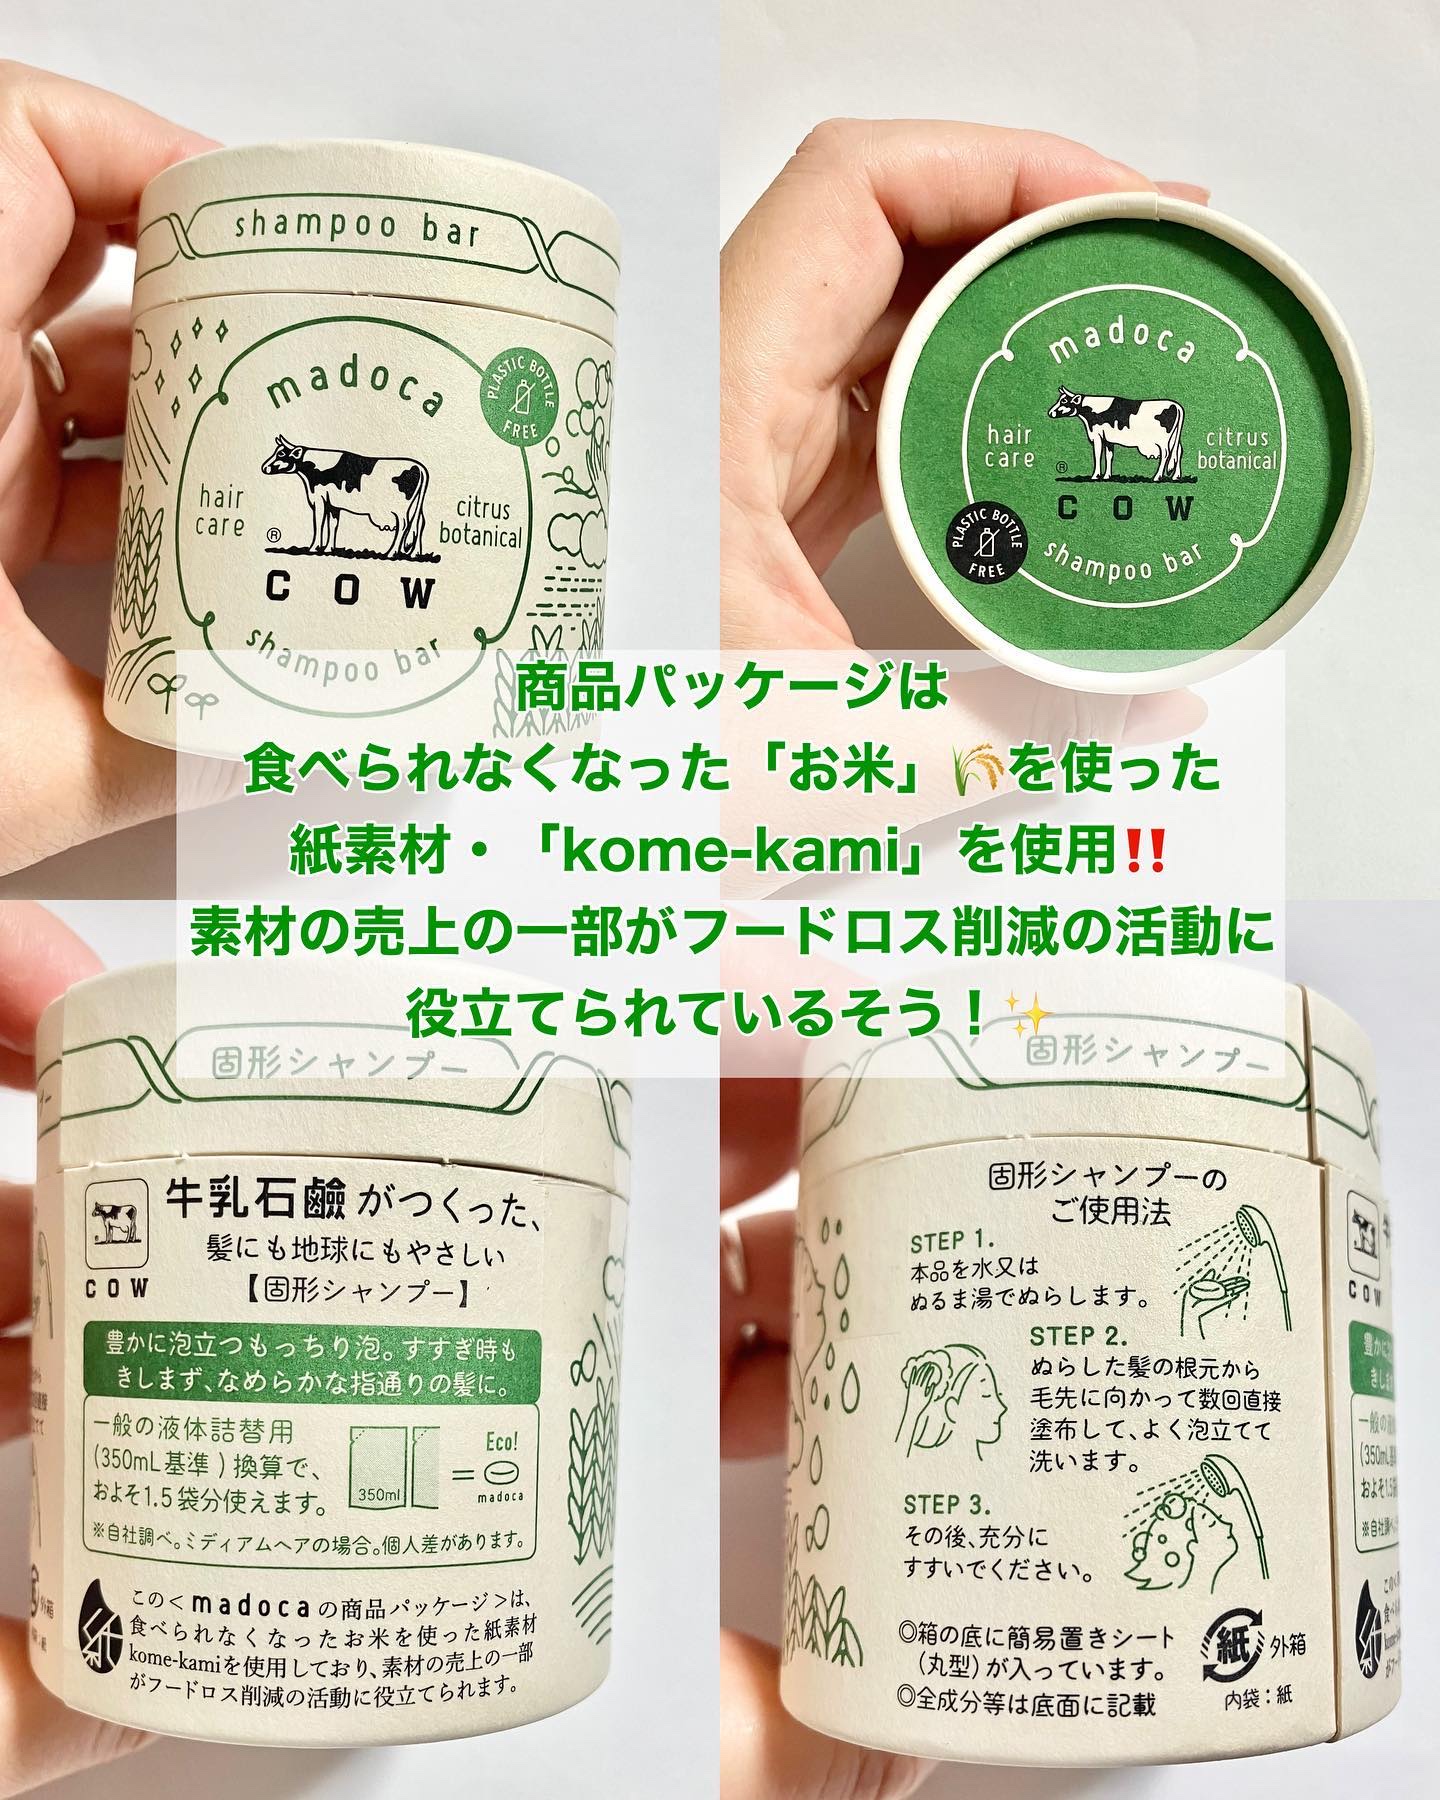 shampoo bar
madoca
PLASTIC BOTTLE
FREE
hair
care
citrus
botanical
®
COW
shampoo bar
madoca
hair
care
citrus
botanical
®
COW
PLASTIC BOTTLE
FREE
shampoo bar
商品パッケージは
食べられなくなった「お米」🌾を使った
紙素材・「kome-kami」を使用‼️
素材の売上の一部がフードロス削減の活動に
役立てられているそう！✨
固形シャンプー
牛乳石鹼がつくった、
髪にも地球にもやさしい
【固形シャンプー】
COW
豊かに泡立つもっちり泡。すすぎ時も
きしまず、なめらかな指通りの髪に。
一般の液体詰替用
(350mL基準)換算で、
およそ1.5袋分使えます。
350ml
=
Eco!
madoca
※自社調べ。ミディアムヘアの場合。個人差があります。
紙
この<madocaの商品パッケージ>は、
食べられなくなったお米を使った紙素材
kome-kamiを使用しており、素材の売上の一部
がフードロス削減の活動に役立てられます。
外箱
固形シャンプー
固形シャンプーの
ご使用法
STEP 1.
本品を水又は
ぬるま湯でぬらします。
STEP 2.
ぬらした髪の根元から
毛先に向かって数回直接
塗布して、よく泡立てて
洗います。
STEP 3.
その後、充分に
すすいでください。
◎箱の底に簡易置きシート
(丸型)が入っています。
◎全成分等は底面に記載
紙
外箱
内袋：紙